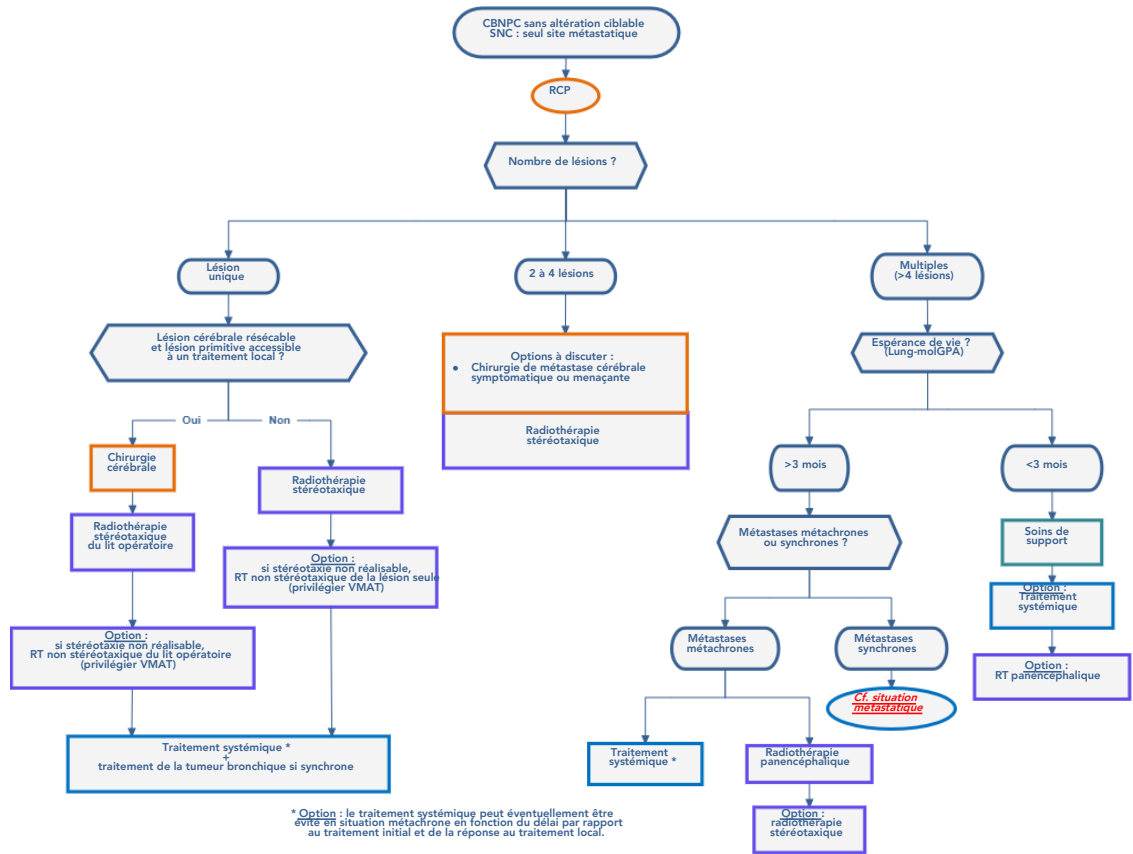 CBNPC sans altération ciblable
SNC : seul site métastatique
RCP
Nombre de lésions ?
Lésion
unique
2 à 4 lésions
Multiples
(>4 lésions)
Lésion cérébrale résécable
et lésion primitive accessible
à un traitement local ?
Options à discuter :
• Chirurgie de métastase cérébrale
symptomatique ou menaçante
Radiothérapie
stéréotaxique
Espérance de vie ?
(Lung-molGPA)
Oui
Non
Chirurgie
cérébrale
Radiothérapie
stéréotaxique
du lit opératoire
Option :
si stéréotaxie non réalisable,
RT non stéréotaxique du lit opératoire
(privilégier VMAT)
Radiothérapie
stéréotaxique
Option :
si stéréotaxie non réalisable,
RT non stéréotaxique de la lésion seule
(privilégier VMAT)
Traitement systémique *
+
traitement de la tumeur bronchique si synchrone
>3 mois
<3 mois
Métastases métachrones
ou synchrones ?
Soins de
support
Option :
Traitement
systémique
Option :
RT panencéphalique
Métastases
métachrones
Métastases
synchrones
Cf. situation
métastatique
Traitement
systémique *
Radiothérapie
panencéphalique
Option :
radiothérapie
stéréotaxique
* Option : le traitement systémique peut éventuellement être
évité en situation métachrone en fonction du délai par rapport
au traitement initial et de la réponse au traitement local.